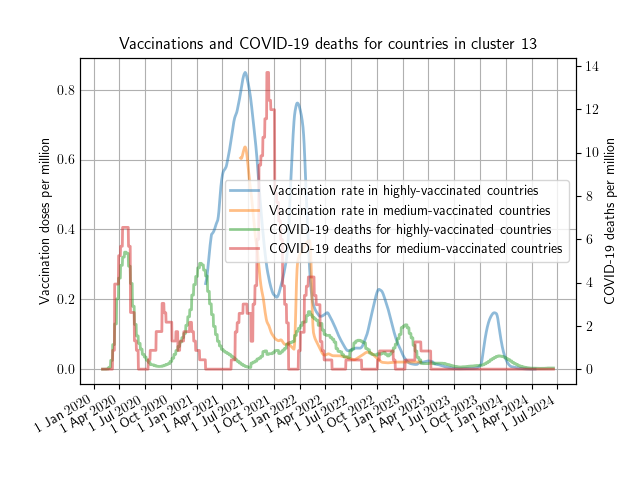 Vaccinations and COVID-19 deaths for countries in cluster 13
Vaccination doses per million
0.8
0.6
0.4
0.2
0.0
14
12
10
8
6
4
2
0
COVID-19 deaths per million
Vaccination rate in highly-vaccinated countries
Vaccination rate in medium-vaccinated countries
COVID-19 deaths for highly-vaccinated countries
COVID-19 deaths for medium-vaccinated countries
1 Jan 2020
1 Apr 2020
1 Jul 2020
1 Oct 2020
1 Jan 2021
1 Apr 2021
1 Jul 2021
1 Oct 2021
1 Jan 2022
1 Apr 2022
1 Jul 2022
1 Oct 2022
1 Jan 2023
1 Apr 2023
1 Jul 2023
1 Oct 2023
1 Jan 2024
1 Apr 2024
1 Jul 2024